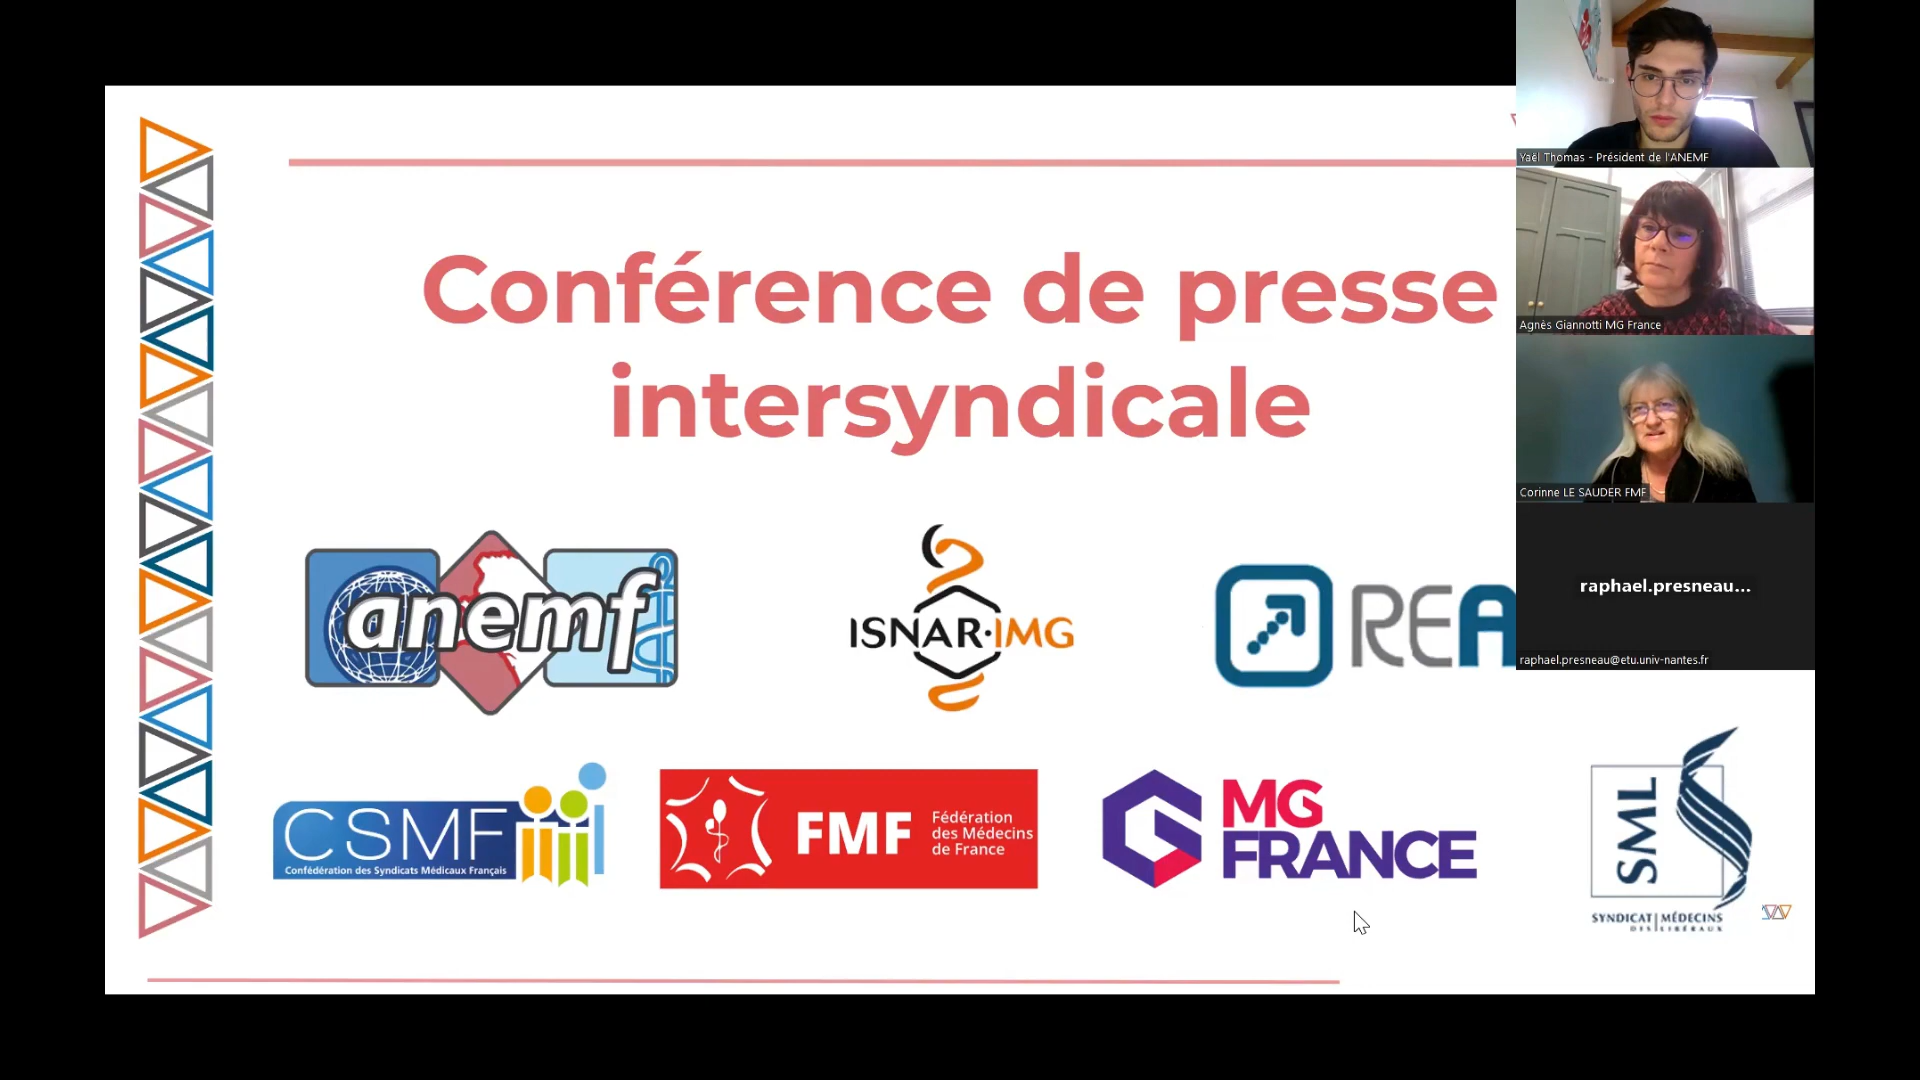 Conférence de presse
intersyndicale
anemf
ISNAR·IMG
REA
CSMF
Confédération des Syndicats Médicaux Français
FMF
Fédération
des Médecins
de France
MG
FRANCE
SML
SYNDICAT MÉDECINS
DES LIBÉRAUX
Yaël Thomas - Président de l'ANEMF
Agnès Giannotti MG France
Corinne LE SAUDER FMF
raphael.presneau...
raphael.presneau@etu.univ-nantes.fr